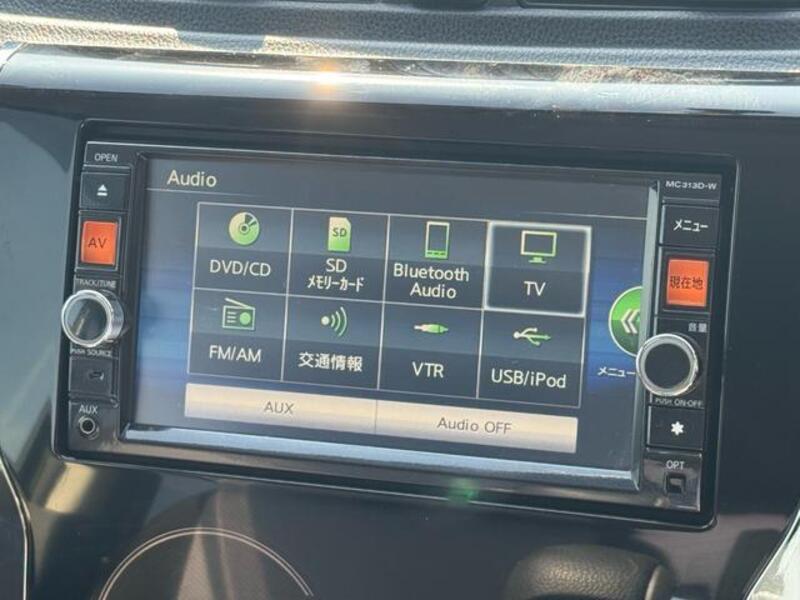 OPEN
Audio
MC313D-W
AV
DVD/CD
SD
SD
メモリーカード
Bluetooth
Audio
TV
メニュー
現在地
TRACK/TUNE
音量
PUSH SOURCE
FM/AM
交通情報
VTR
USB/iPod
メニュー
PUSH ON-OFF
AUX
AUX
Audio OFF
OPT